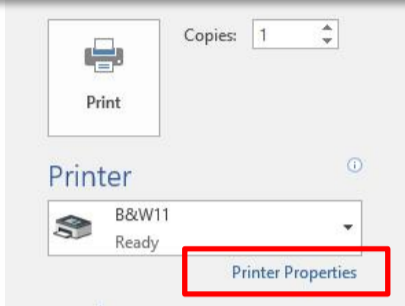 Copies: 1
Print
Printer
B&W11
Ready
Printer Properties